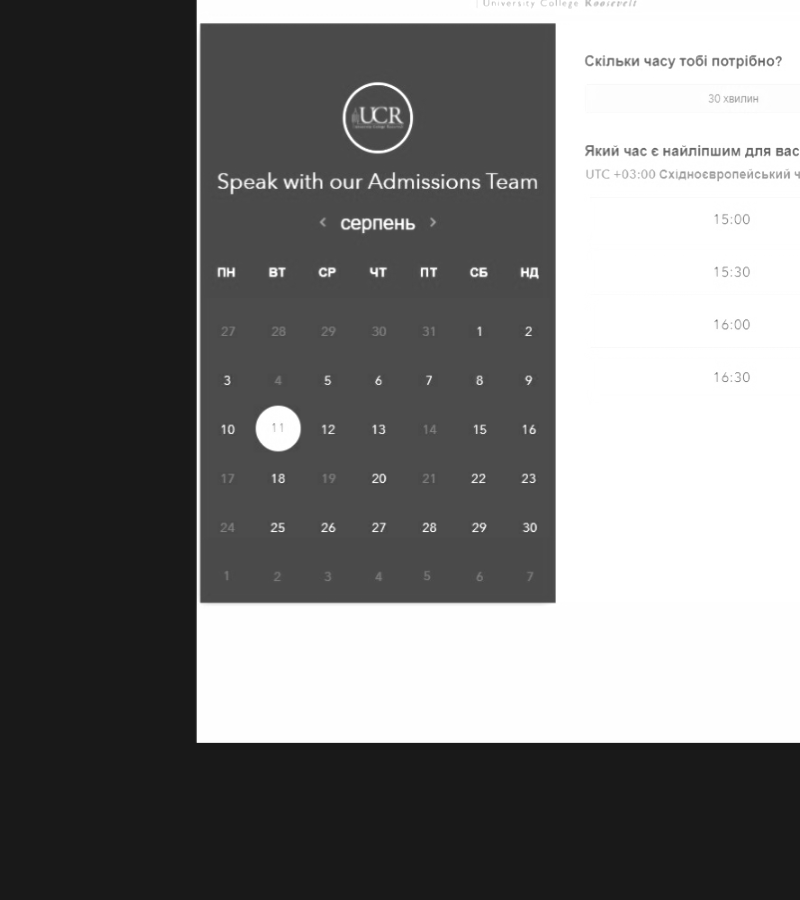 University College Roosevelt
UCR
Speak with our Admissions Team
< серпень >
ПН ВТ СР ЧТ ПТ СБ НД
27 28 29 30 31 1 2
3 4 5 6 7 8 9
10 11 12 13 14 15 16
17 18 19 20 21 22 23
24 25 26 27 28 29 30
1 2 3 4 5 6 7
Скільки часу тобі потрібно?
30 хвилин
Який час є найліпшим для вас
UTC +03:00 Східноєвропейський ч
15:00
15:30
16:00
16:30